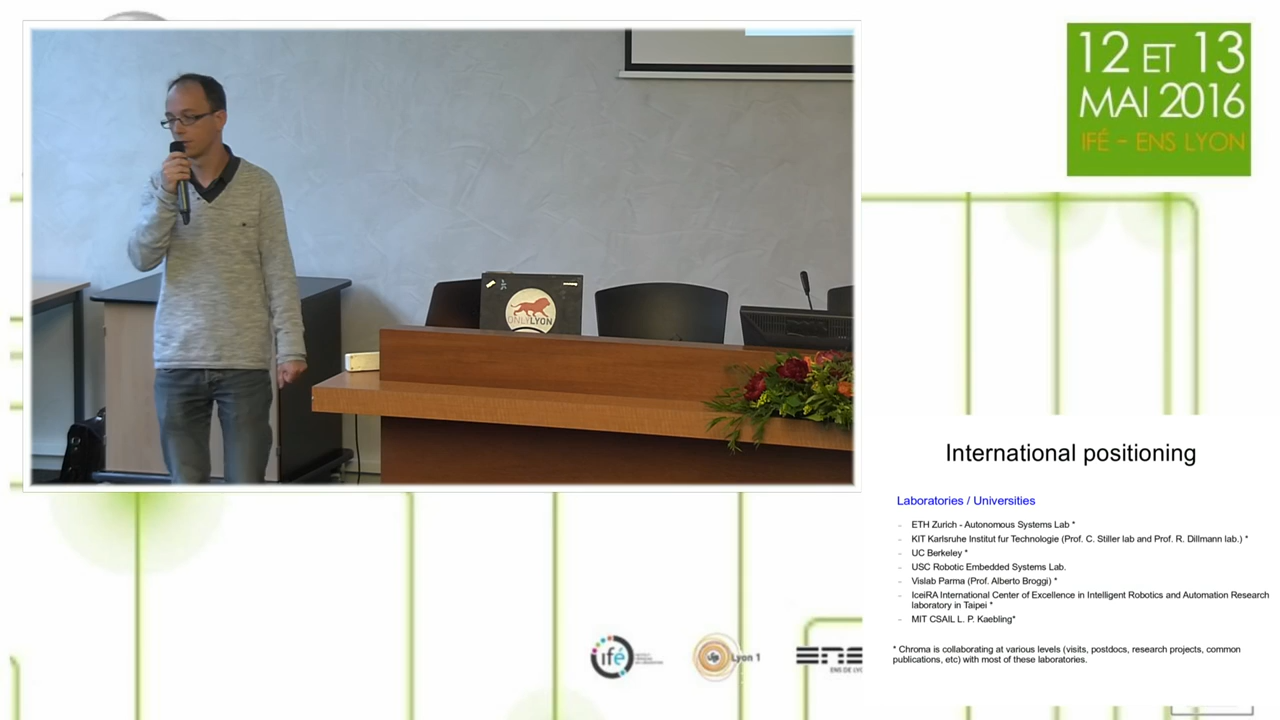 12 ET 13
MAI 2016
IFÉ - ENS LYON
ONLYLYON
International positioning
Laboratories / Universities
- ETH Zurich - Autonomous Systems Lab *
- KIT Karlsruhe Institut fur Technologie (Prof. C. Stiller lab and Prof. R. Dillmann lab.) *
- UC Berkeley *
- USC Robotic Embedded Systems Lab.
- Vislab Parma (Prof. Alberto Broggi) *
- IceiRA International Center of Excellence in Intelligent Robotics and Automation Research
laboratory in Taipei *
- MIT CSAIL L. P. Kaebling*
* Chroma is collaborating at various levels (visits, postdocs, research projects, common
publications, etc) with most of these laboratories.
ifé
Lyon 1
ENS
ENS DE LYO